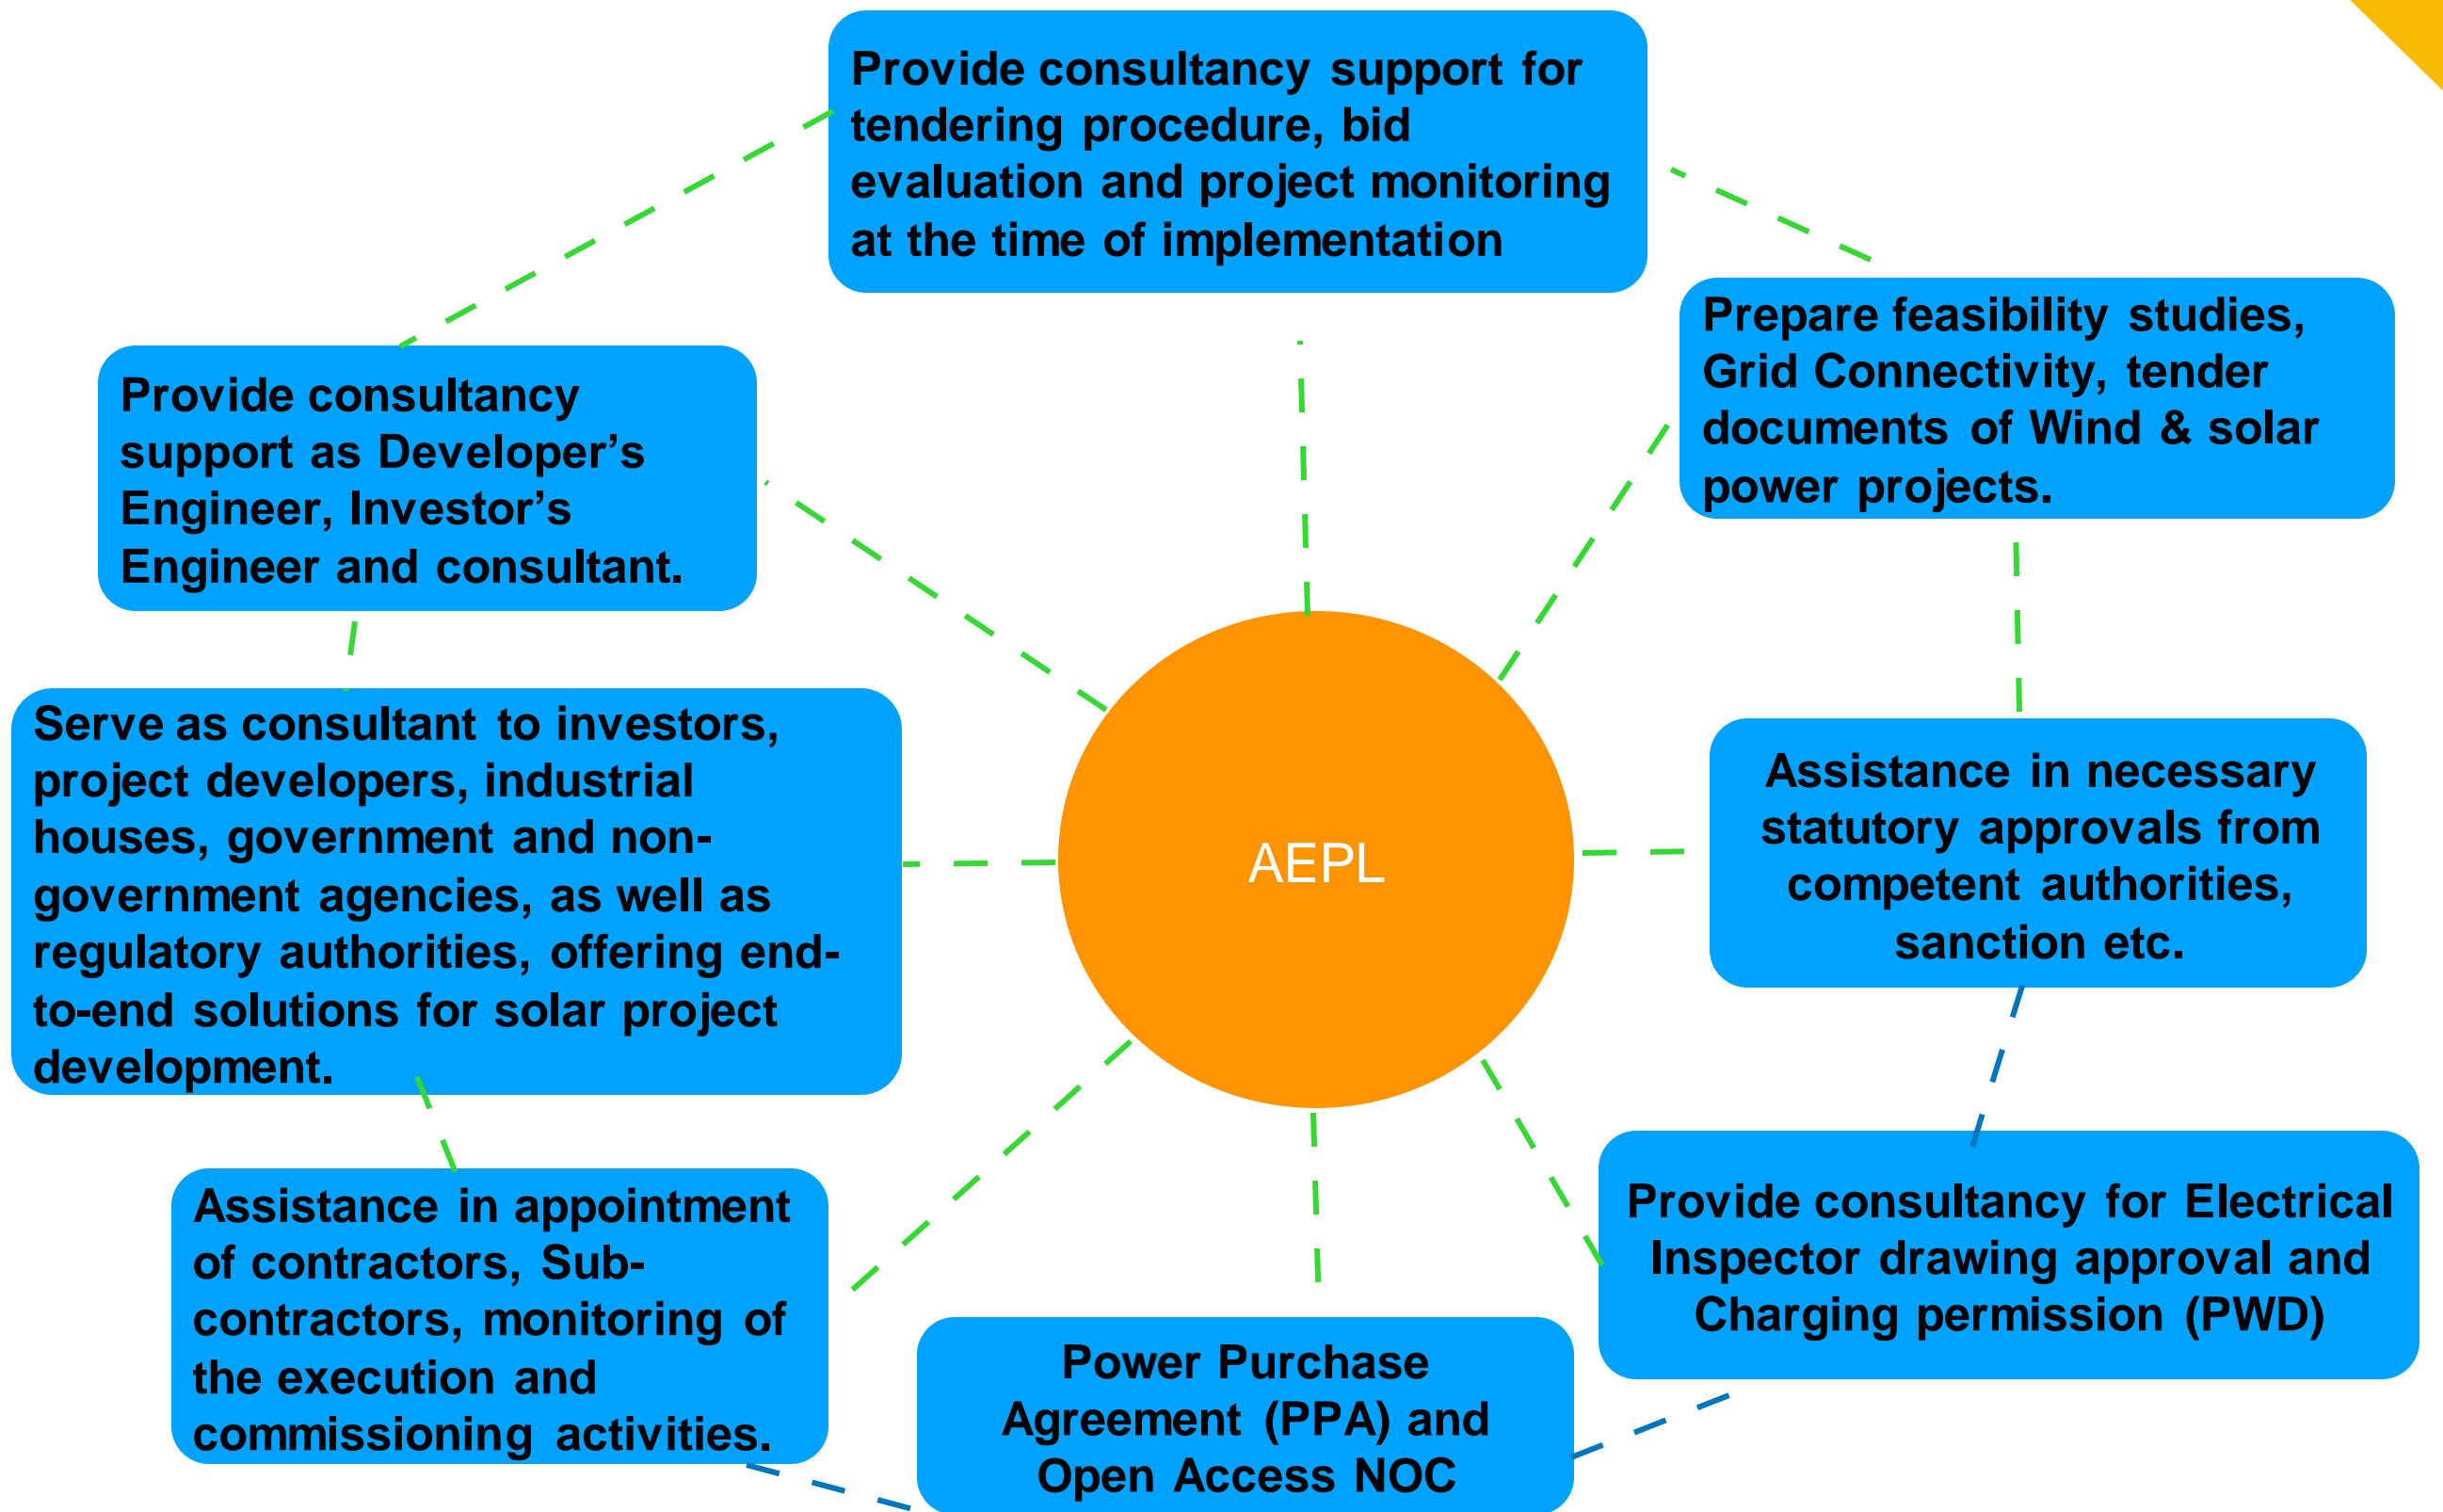 Provide consultancy support for
tendering procedure, bid
evaluation and project monitoring
at the time of implementation
Prepare feasibility studies,
Grid Connectivity, tender
documents of Wind & solar
power projects.
Provide consultancy
support as Developer’s
Engineer, Investor’s
Engineer and consultant.
Serve as consultant to investors,
project developers, industrial
houses, government and non-
government agencies, as well as
regulatory authorities, offering end-
to-end solutions for solar project
development.
AEPL
Assistance in necessary
statutory approvals from
competent authorities,
sanction etc.
Assistance in appointment
of contractors, Sub-
contractors, monitoring of
the execution and
commissioning activities.
Provide consultancy for Electrical
Inspector drawing approval and
Charging permission (PWD)
Power Purchase
Agreement (PPA) and
Open Access NOC